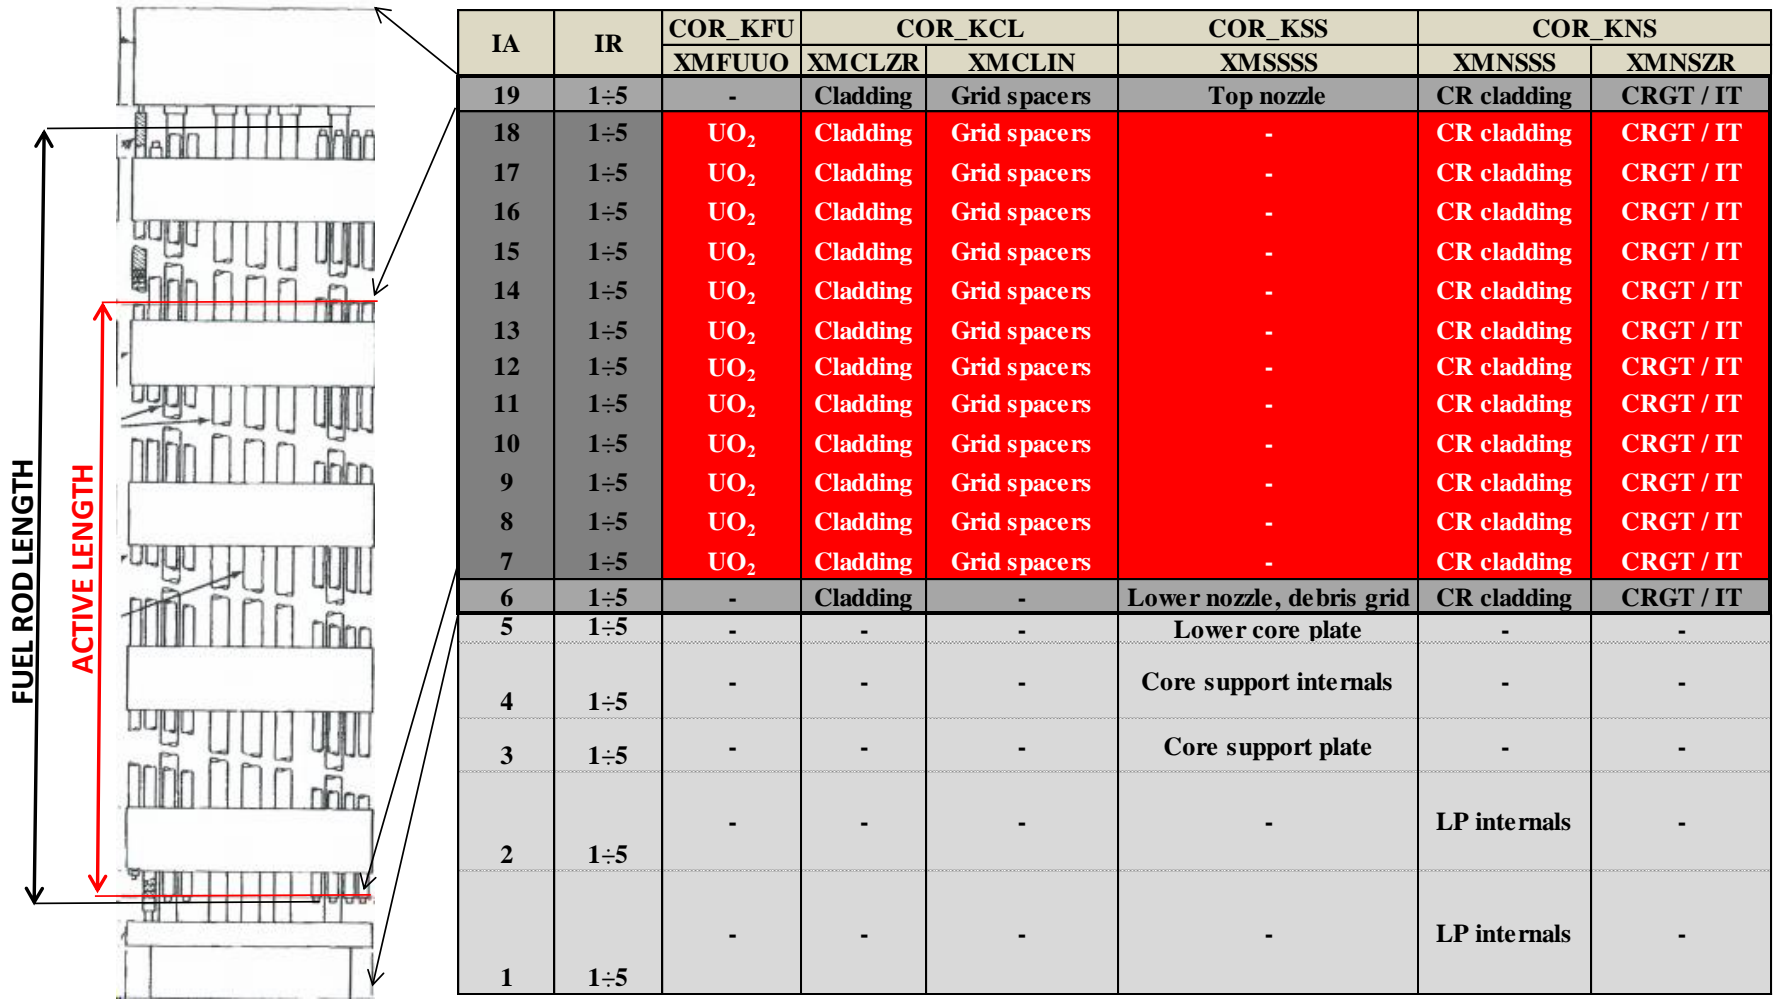 FUEL ROD LENGTH
ACTIVE LENGTH
IA IR COR_KFU COR_KCL COR_KSS COR_KNS
XMFUUO XMCLZR XMCLIN XMSSSS XMNSSS XMNSZR
19 1÷5 - Cladding Grid spacers Top nozzle CR cladding CRGT / IT
18 1÷5 UO₂ Cladding Grid spacers - CR cladding CRGT / IT
17 1÷5 UO₂ Cladding Grid spacers - CR cladding CRGT / IT
16 1÷5 UO₂ Cladding Grid spacers - CR cladding CRGT / IT
15 1÷5 UO₂ Cladding Grid spacers - CR cladding CRGT / IT
14 1÷5 UO₂ Cladding Grid spacers - CR cladding CRGT / IT
13 1÷5 UO₂ Cladding Grid spacers - CR cladding CRGT / IT
12 1÷5 UO₂ Cladding Grid spacers - CR cladding CRGT / IT
11 1÷5 UO₂ Cladding Grid spacers - CR cladding CRGT / IT
10 1÷5 UO₂ Cladding Grid spacers - CR cladding CRGT / IT
9 1÷5 UO₂ Cladding Grid spacers - CR cladding CRGT / IT
8 1÷5 UO₂ Cladding Grid spacers - CR cladding CRGT / IT
7 1÷5 UO₂ Cladding Grid spacers - CR cladding CRGT / IT
6 1÷5 - Cladding - Lower nozzle, debris grid CR cladding CRGT / IT
5 1÷5 - - - Lower core plate - -
4 1÷5 - - - Core support internals - -
3 1÷5 - - - Core support plate - -
2 1÷5 - - - - LP internals -
1 1÷5 - - - - LP internals -